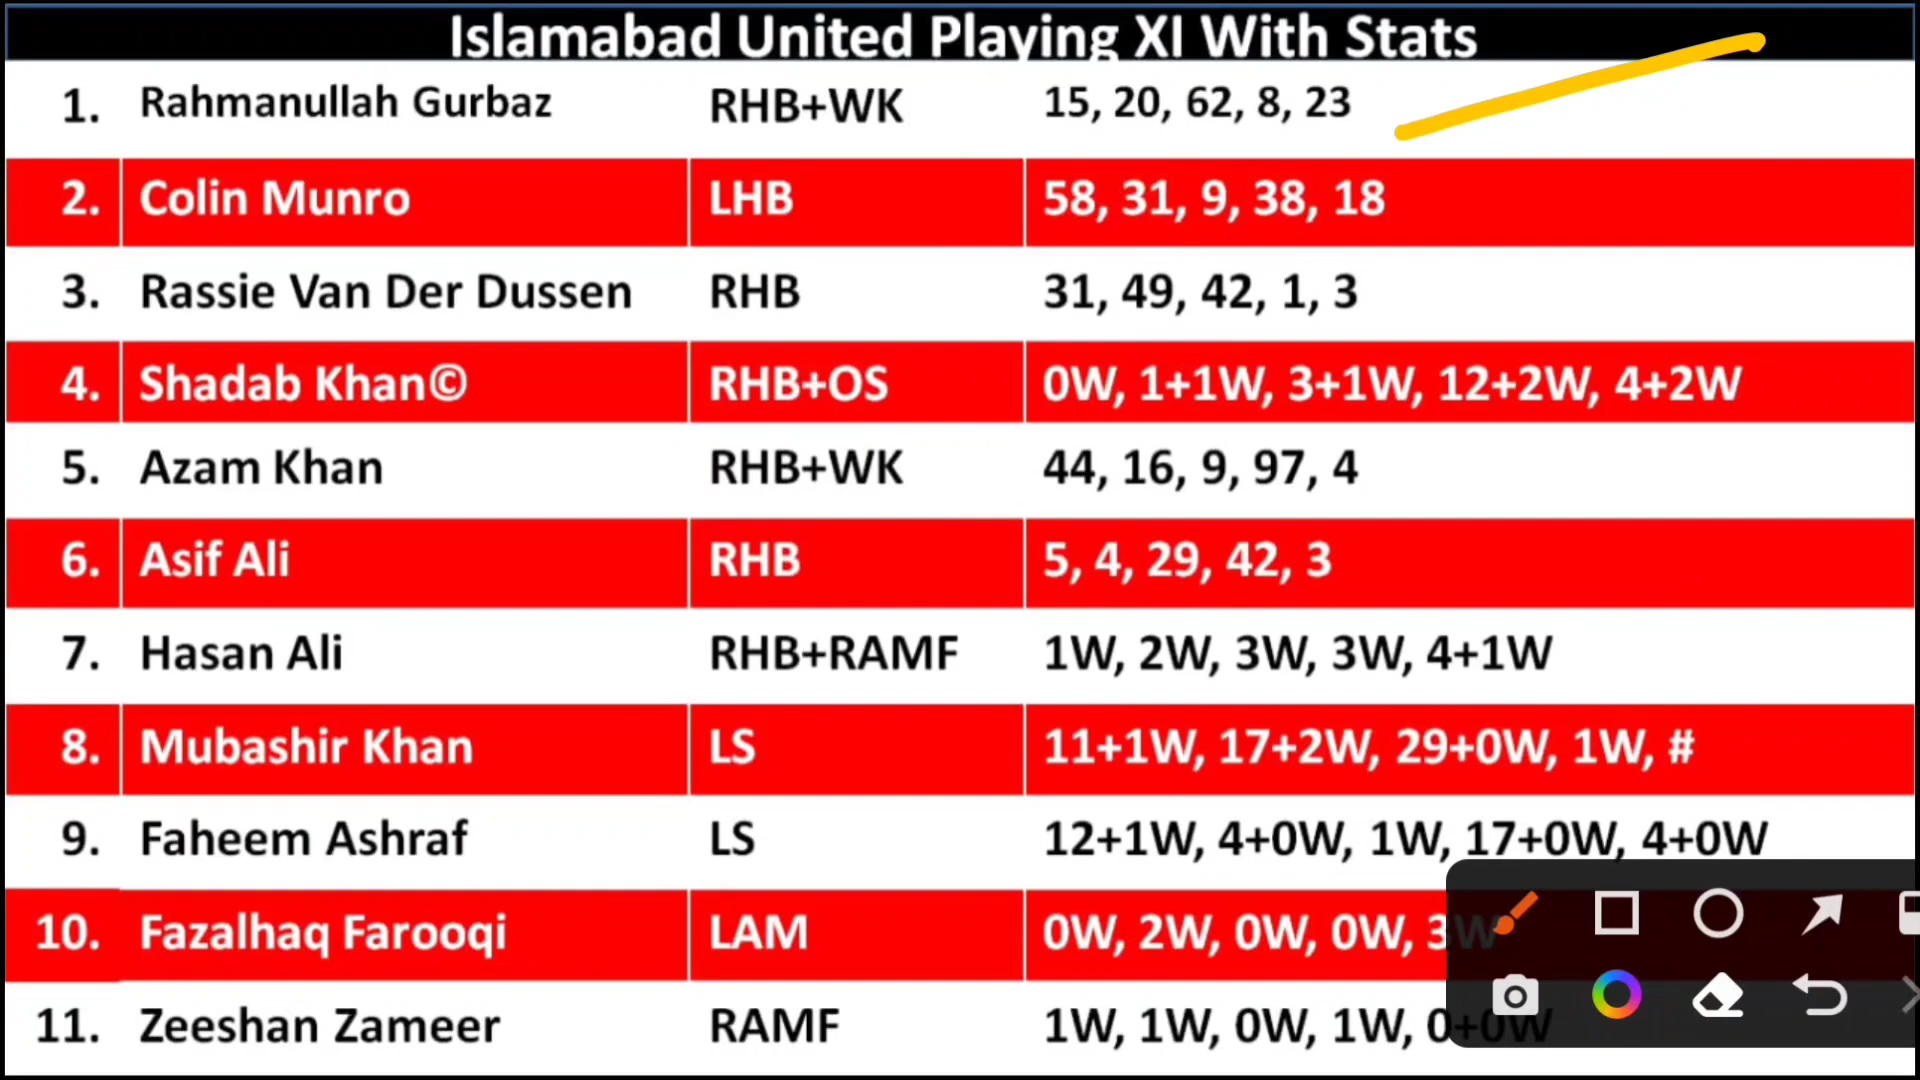 Islamabad United Playing XI With Stats
1. Rahmanullah Gurbaz RHB+WK 15, 20, 62, 8, 23
2. Colin Munro LHB 58, 31, 9, 38, 18
3. Rassie Van Der Dussen RHB 31, 49, 42, 1, 3
4. Shadab Khan© RHB+OS 0W, 1+1W, 3+1W, 12+2W, 4+2W
5. Azam Khan RHB+WK 44, 16, 9, 97, 4
6. Asif Ali RHB 5, 4, 29, 42, 3
7. Hasan Ali RHB+RAMF 1W, 2W, 3W, 3W, 4+1W
8. Mubashir Khan LS 11+1W, 17+2W, 29+0W, 1W, #
9. Faheem Ashraf LS 12+1W, 4+0W, 1W, 17+0W, 4+0W
10. Fazalhaq Farooqi LAM 0W, 2W, 0W, 0W, 3W
11. Zeeshan Zameer RAMF 1W, 1W, 0W, 1W, 0+0W